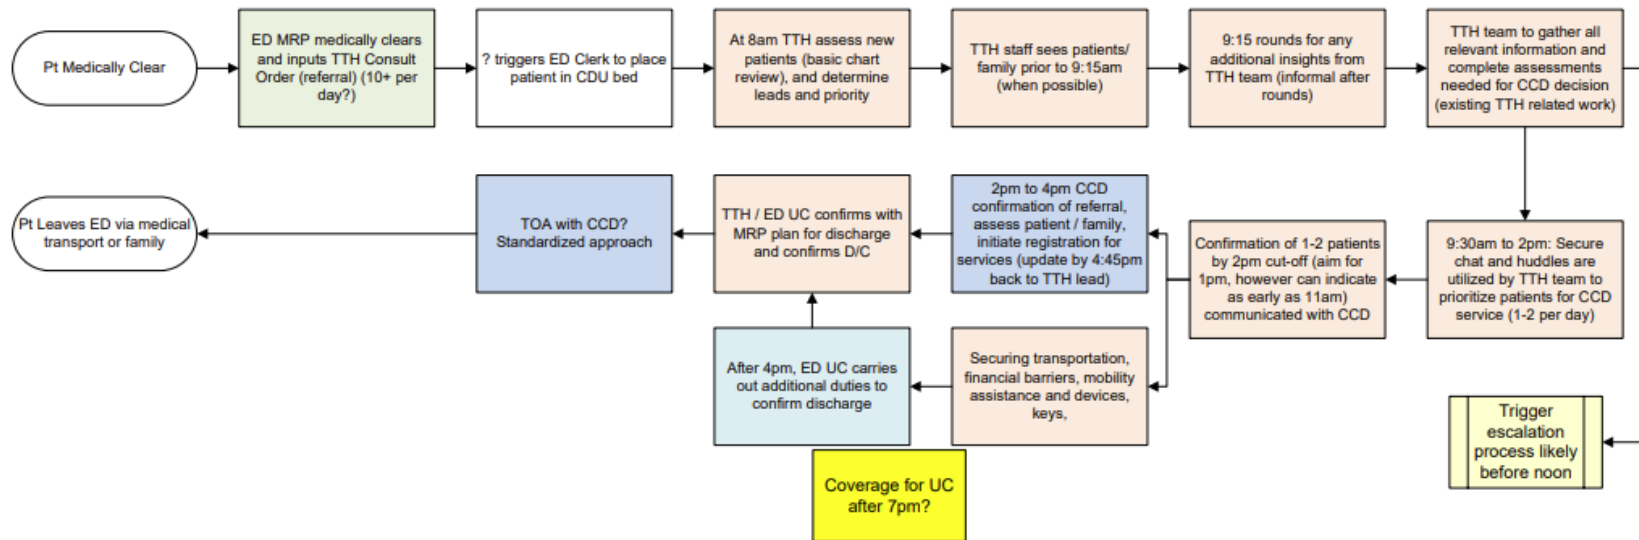 Pt Medically Clear
ED MRP medically clears
and inputs TTH Consult
Order (referral) (10+ per
day?)
? triggers ED Clerk to place
patient in CDU bed
At 8am TTH assess new
patients (basic chart
review), and determine
leads and priority
TTH staff sees patients/
family prior to 9:15am
(when possible)
9:15 rounds for any
additional insights from
TTH team (informal after
rounds)
TTH team to gather all
relevant information and
complete assessments
needed for CCD decision
(existing TTH related work)
Pt Leaves ED via medical
transport or family
TOA with CCD?
Standardized approach
TTH / ED UC confirms with
MRP plan for discharge
and confirms D/C
2pm to 4pm CCD
confirmation of referral,
assess patient / family,
initiate registration for
services (update by 4:45pm
back to TTH lead)
Confirmation of 1-2 patients
by 2pm cut-off (aim for
1pm, however can indicate
as early as 11am)
communicated with CCD
9:30am to 2pm: Secure
chat and huddles are
utilized by TTH team to
prioritize patients for CCD
service (1-2 per day)
After 4pm, ED UC carries
out additional duties to
confirm discharge
Securing transportation,
financial barriers, mobility
assistance and devices,
keys,
Trigger
escalation
process likely
before noon
Coverage for UC
after 7pm?